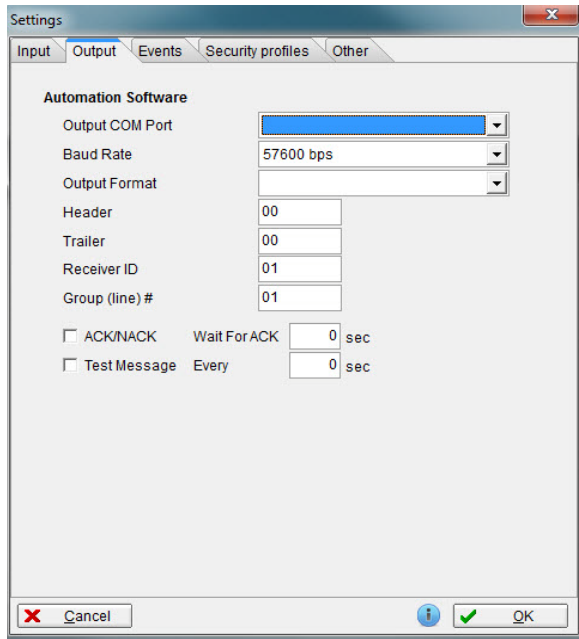 Settings
x
Input Output Events Security profiles Other
Automation Software
Output COM Port
Baud Rate 57600 bps
Output Format
Header 00
Trailer 00
Receiver ID 01
Group (line) # 01
ACK/NACK Wait For ACK 0 sec
Test Message Every 0 sec
Cancel i OK